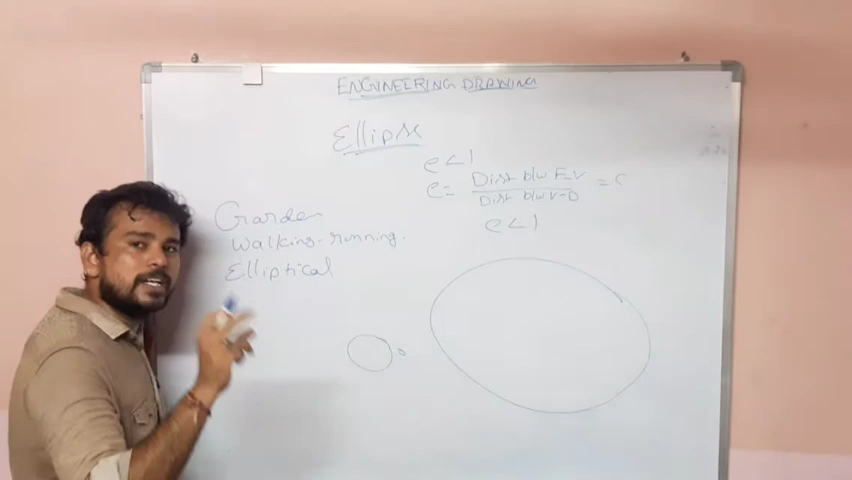 ENGINEERING DRAWING
Ellipse
e < 1
e = Dist b/w F-V / Dist b/w V-D = C
e < 1
Garden
Walking-running.
Elliptical